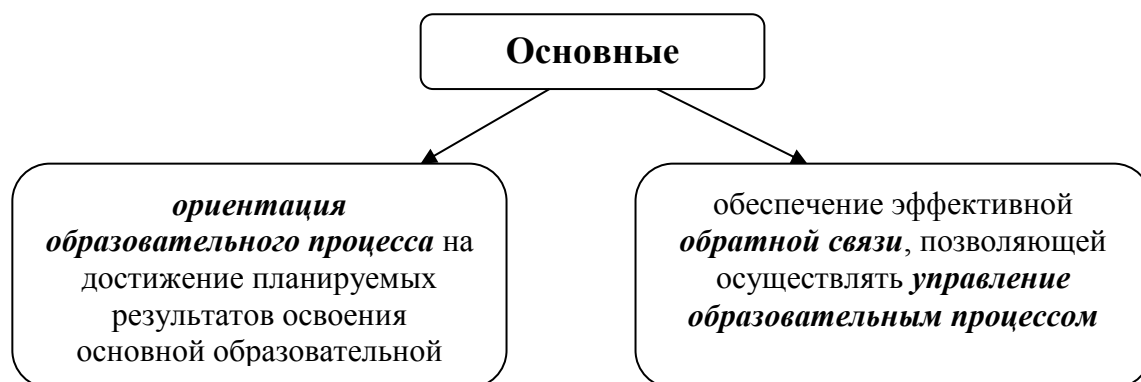 Основные
ориентация
образовательного процесса на
достижение планируемых
результатов освоения
основной образовательной
обеспечение эффективной
обратной связи, позволяющей
осуществлять управление
образовательным процессом